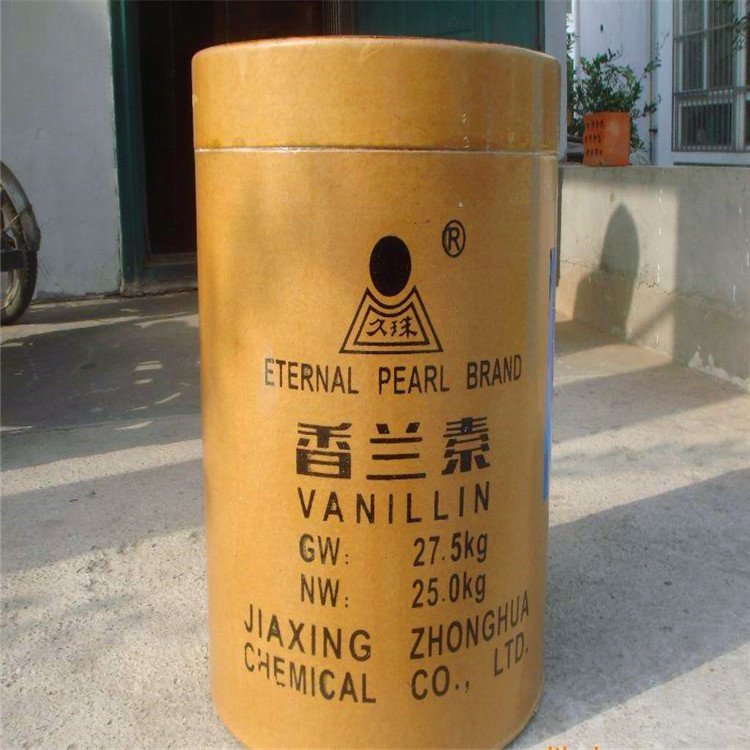 ®
久珠
ETERNAL PEARL BRAND
香兰素
VANILLIN
GW: 27.5kg
NW: 25.0kg
JIAXING ZHONGHUA
CHEMICAL CO., LTD.